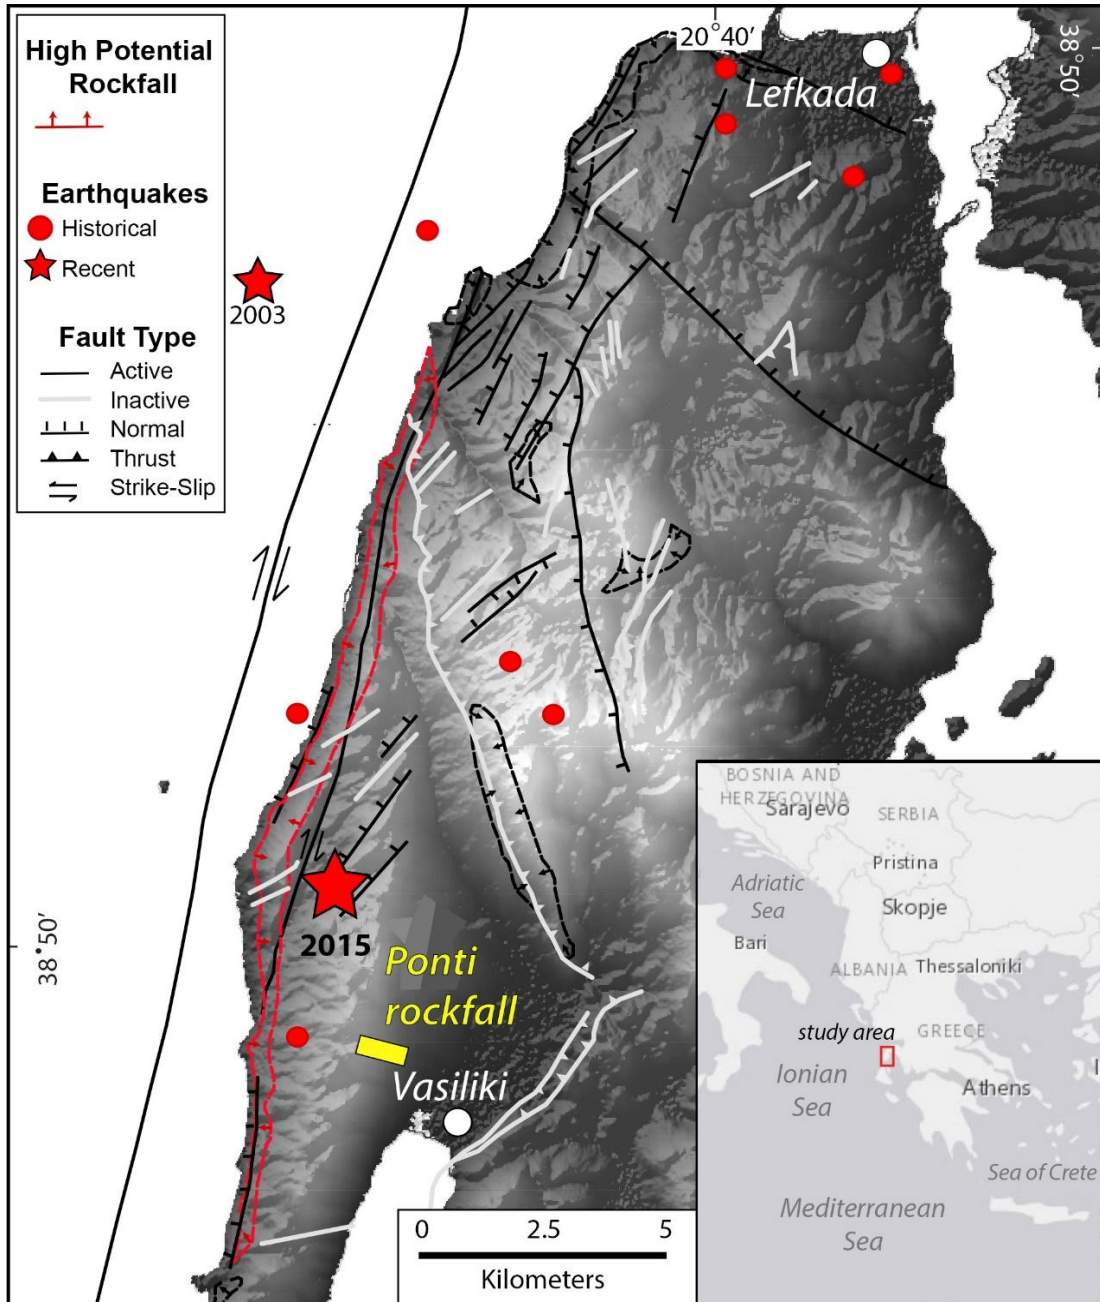 High Potential
Rockfall
Earthquakes
Historical
Recent
Fault Type
Active
Inactive
Normal
Thrust
Strike-Slip
20°40'
38°50'
Lefkada
2003
2015
38°50'
Ponti
rockfall
Vasiliki
0 2.5 5
Kilometers
BOSNIA AND
HERZEGOVINA
Sarajevo
SERBIA
Pristina
Adriatic
Sea
Skopje
Bari
ALBANIA
Thessaloniki
study area
GREECE
Ionian
Sea
Athens
Sea of Crete
Mediterranean
Sea